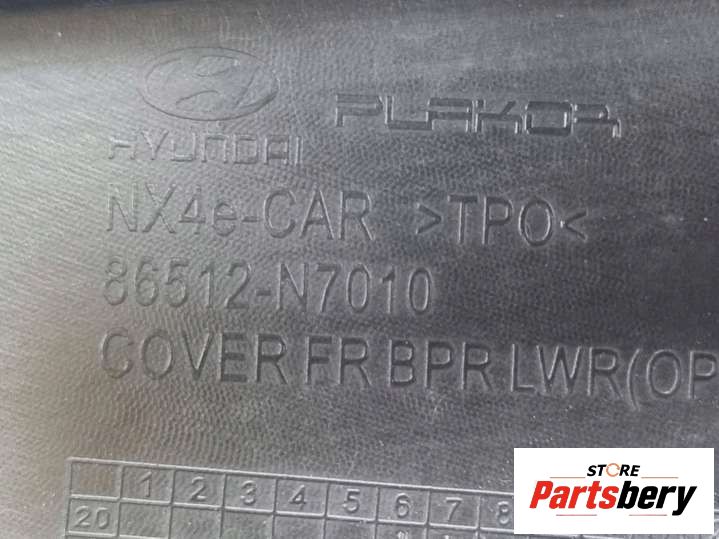 HYUNDAI PLAKOR
NX4e-CAR >TPO<
86512-N7010
COVER FR BPR LWR(OP
1 2 3 4 5 6 7 8
20
STORE
Partsbery